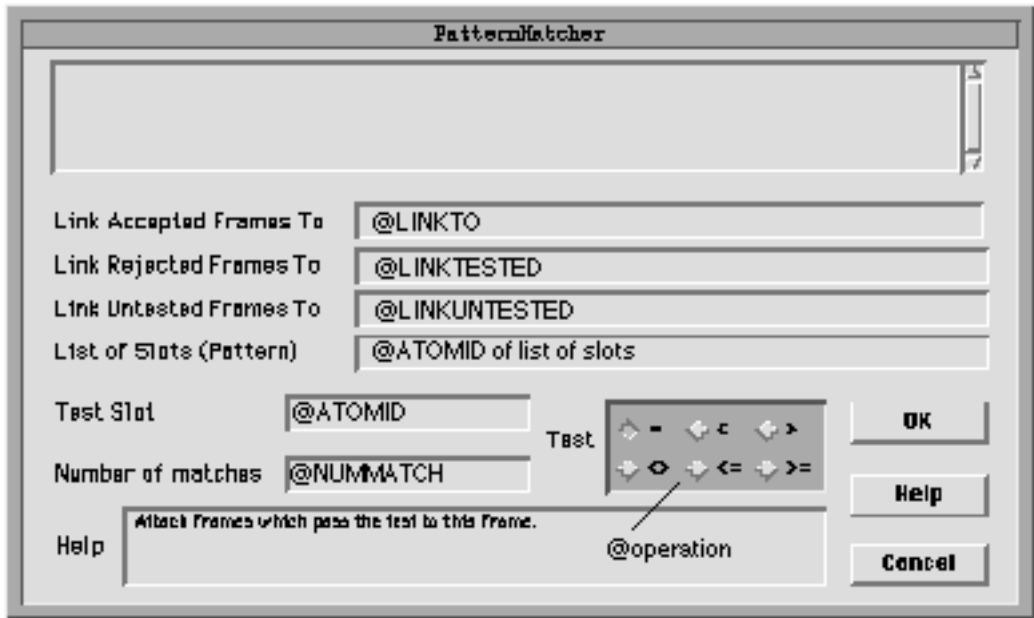 PatternMatcher
Link Accepted Frames To @LINKTO
Link Rejected Frames To @LINKTESTED
Link Untested Frames To @LINKUNTESTED
List of Slots (Pattern) @ATOMID of list of slots
Test Slot @ATOMID
Number of matches @NUMMATCH
Test
= < >
<> <= >=
@operation
OK
Help
Cancel
Help
Attach Frames which pass the test to this Frame.